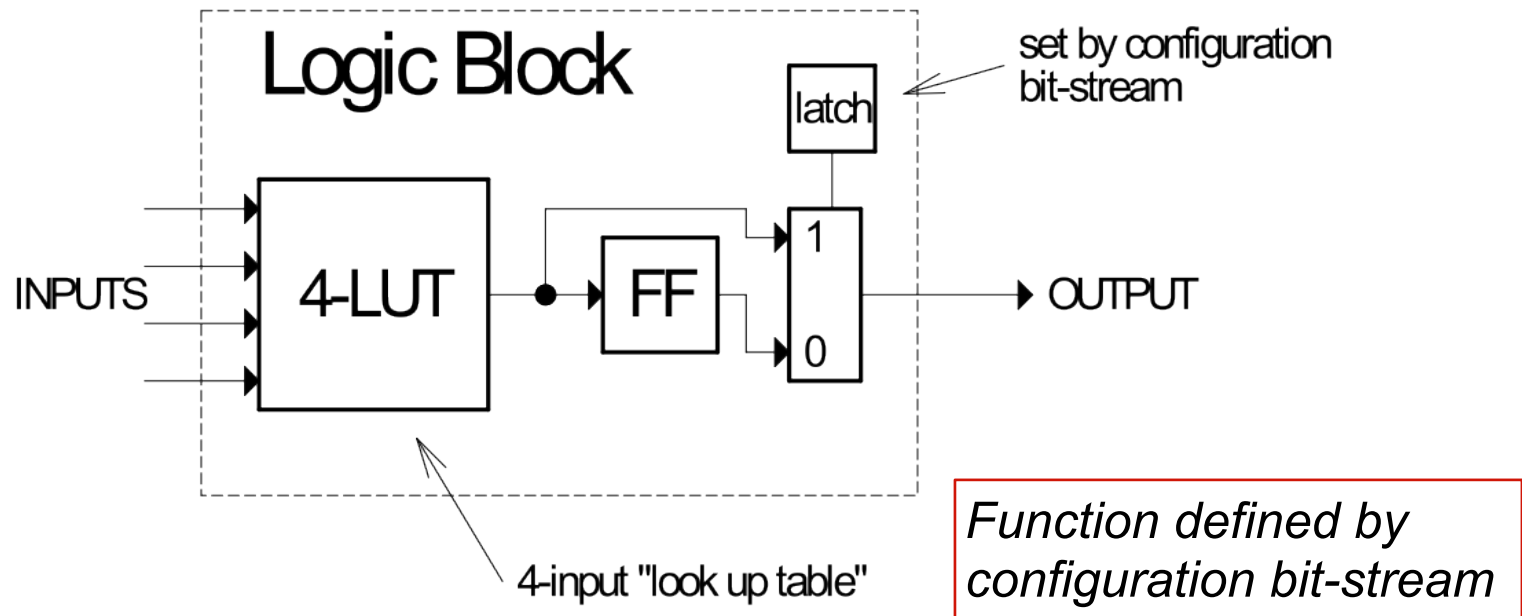 Logic Block
set by configuration
bit-stream
latch
INPUTS
4-LUT
FF
1
0
OUTPUT
4-input "look up table"
Function defined by
configuration bit-stream